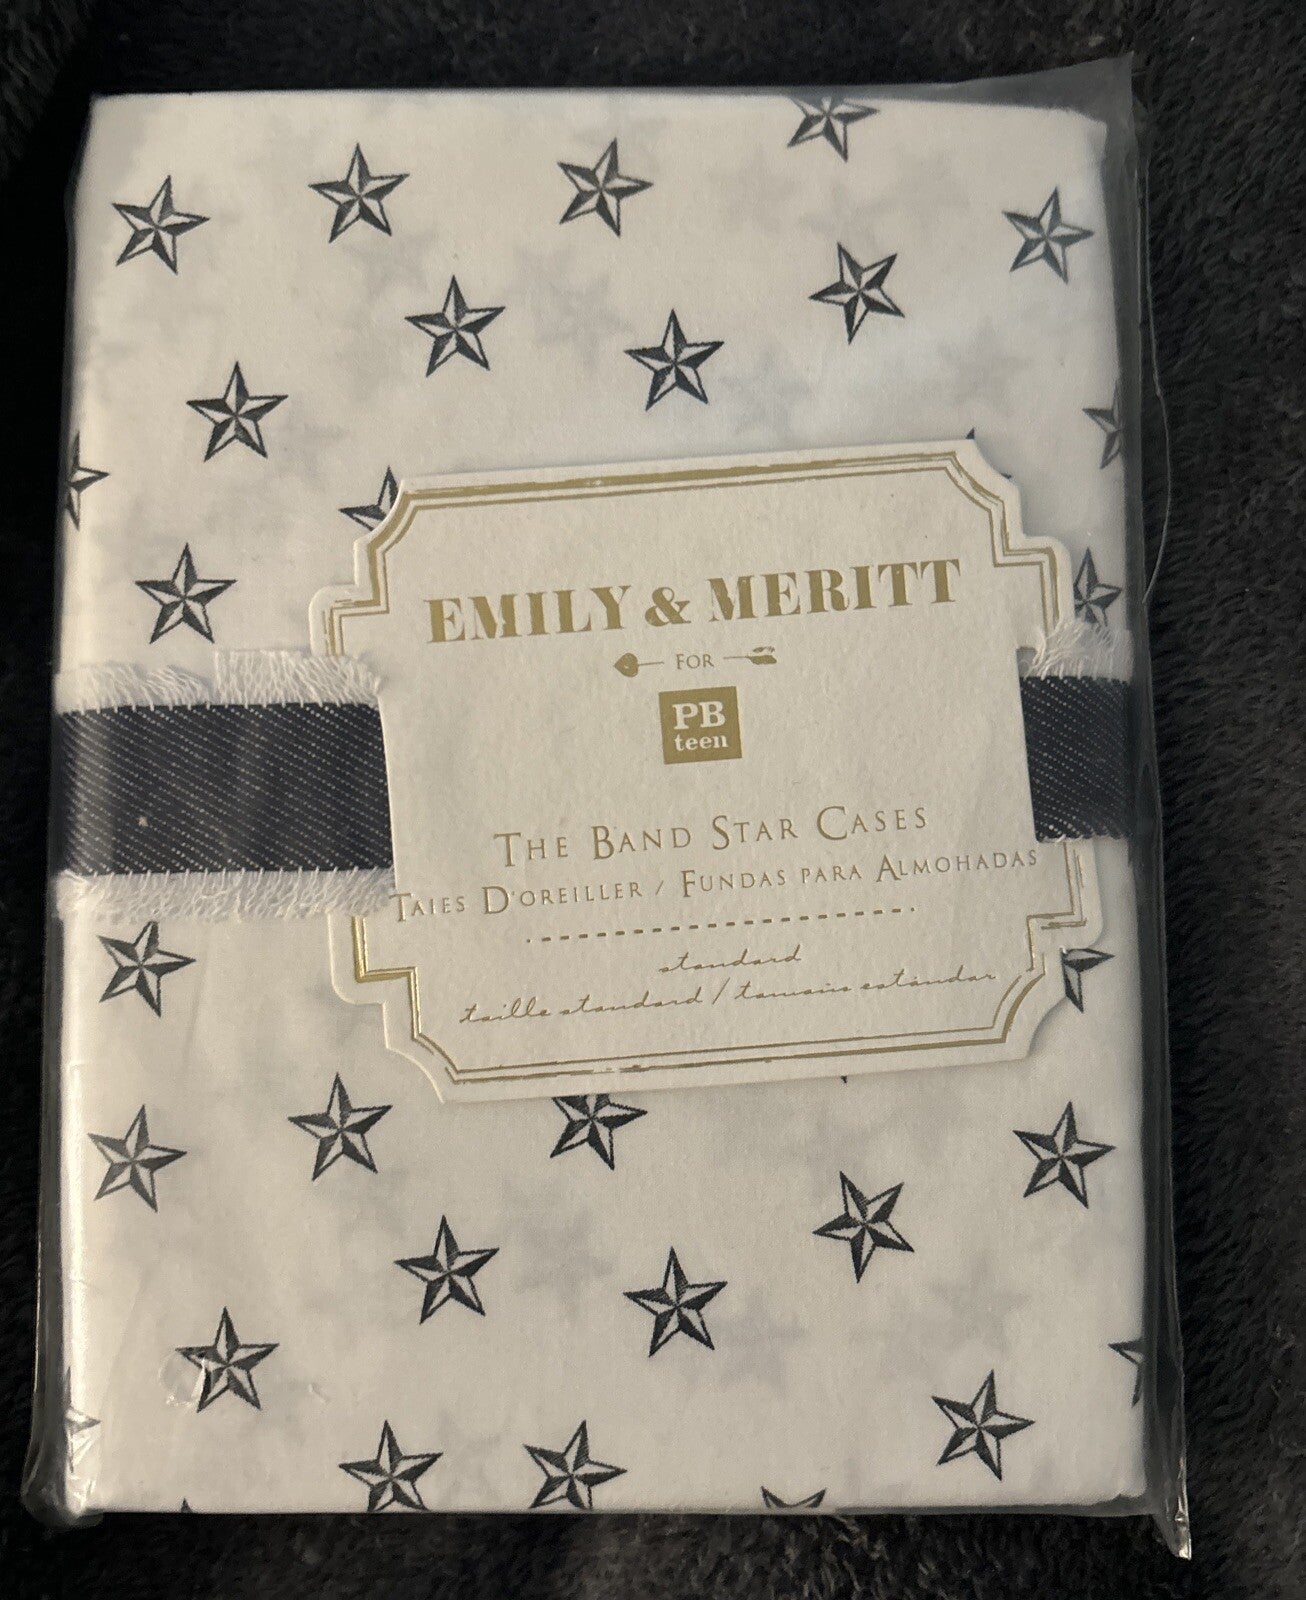 EMILY & MERITT
FOR
PB
teen
THE BAND STAR CASES
TAIES D'OREILLER / FUNDAS PARA ALMOHADAS
standard
taille standard / tamaño estándar